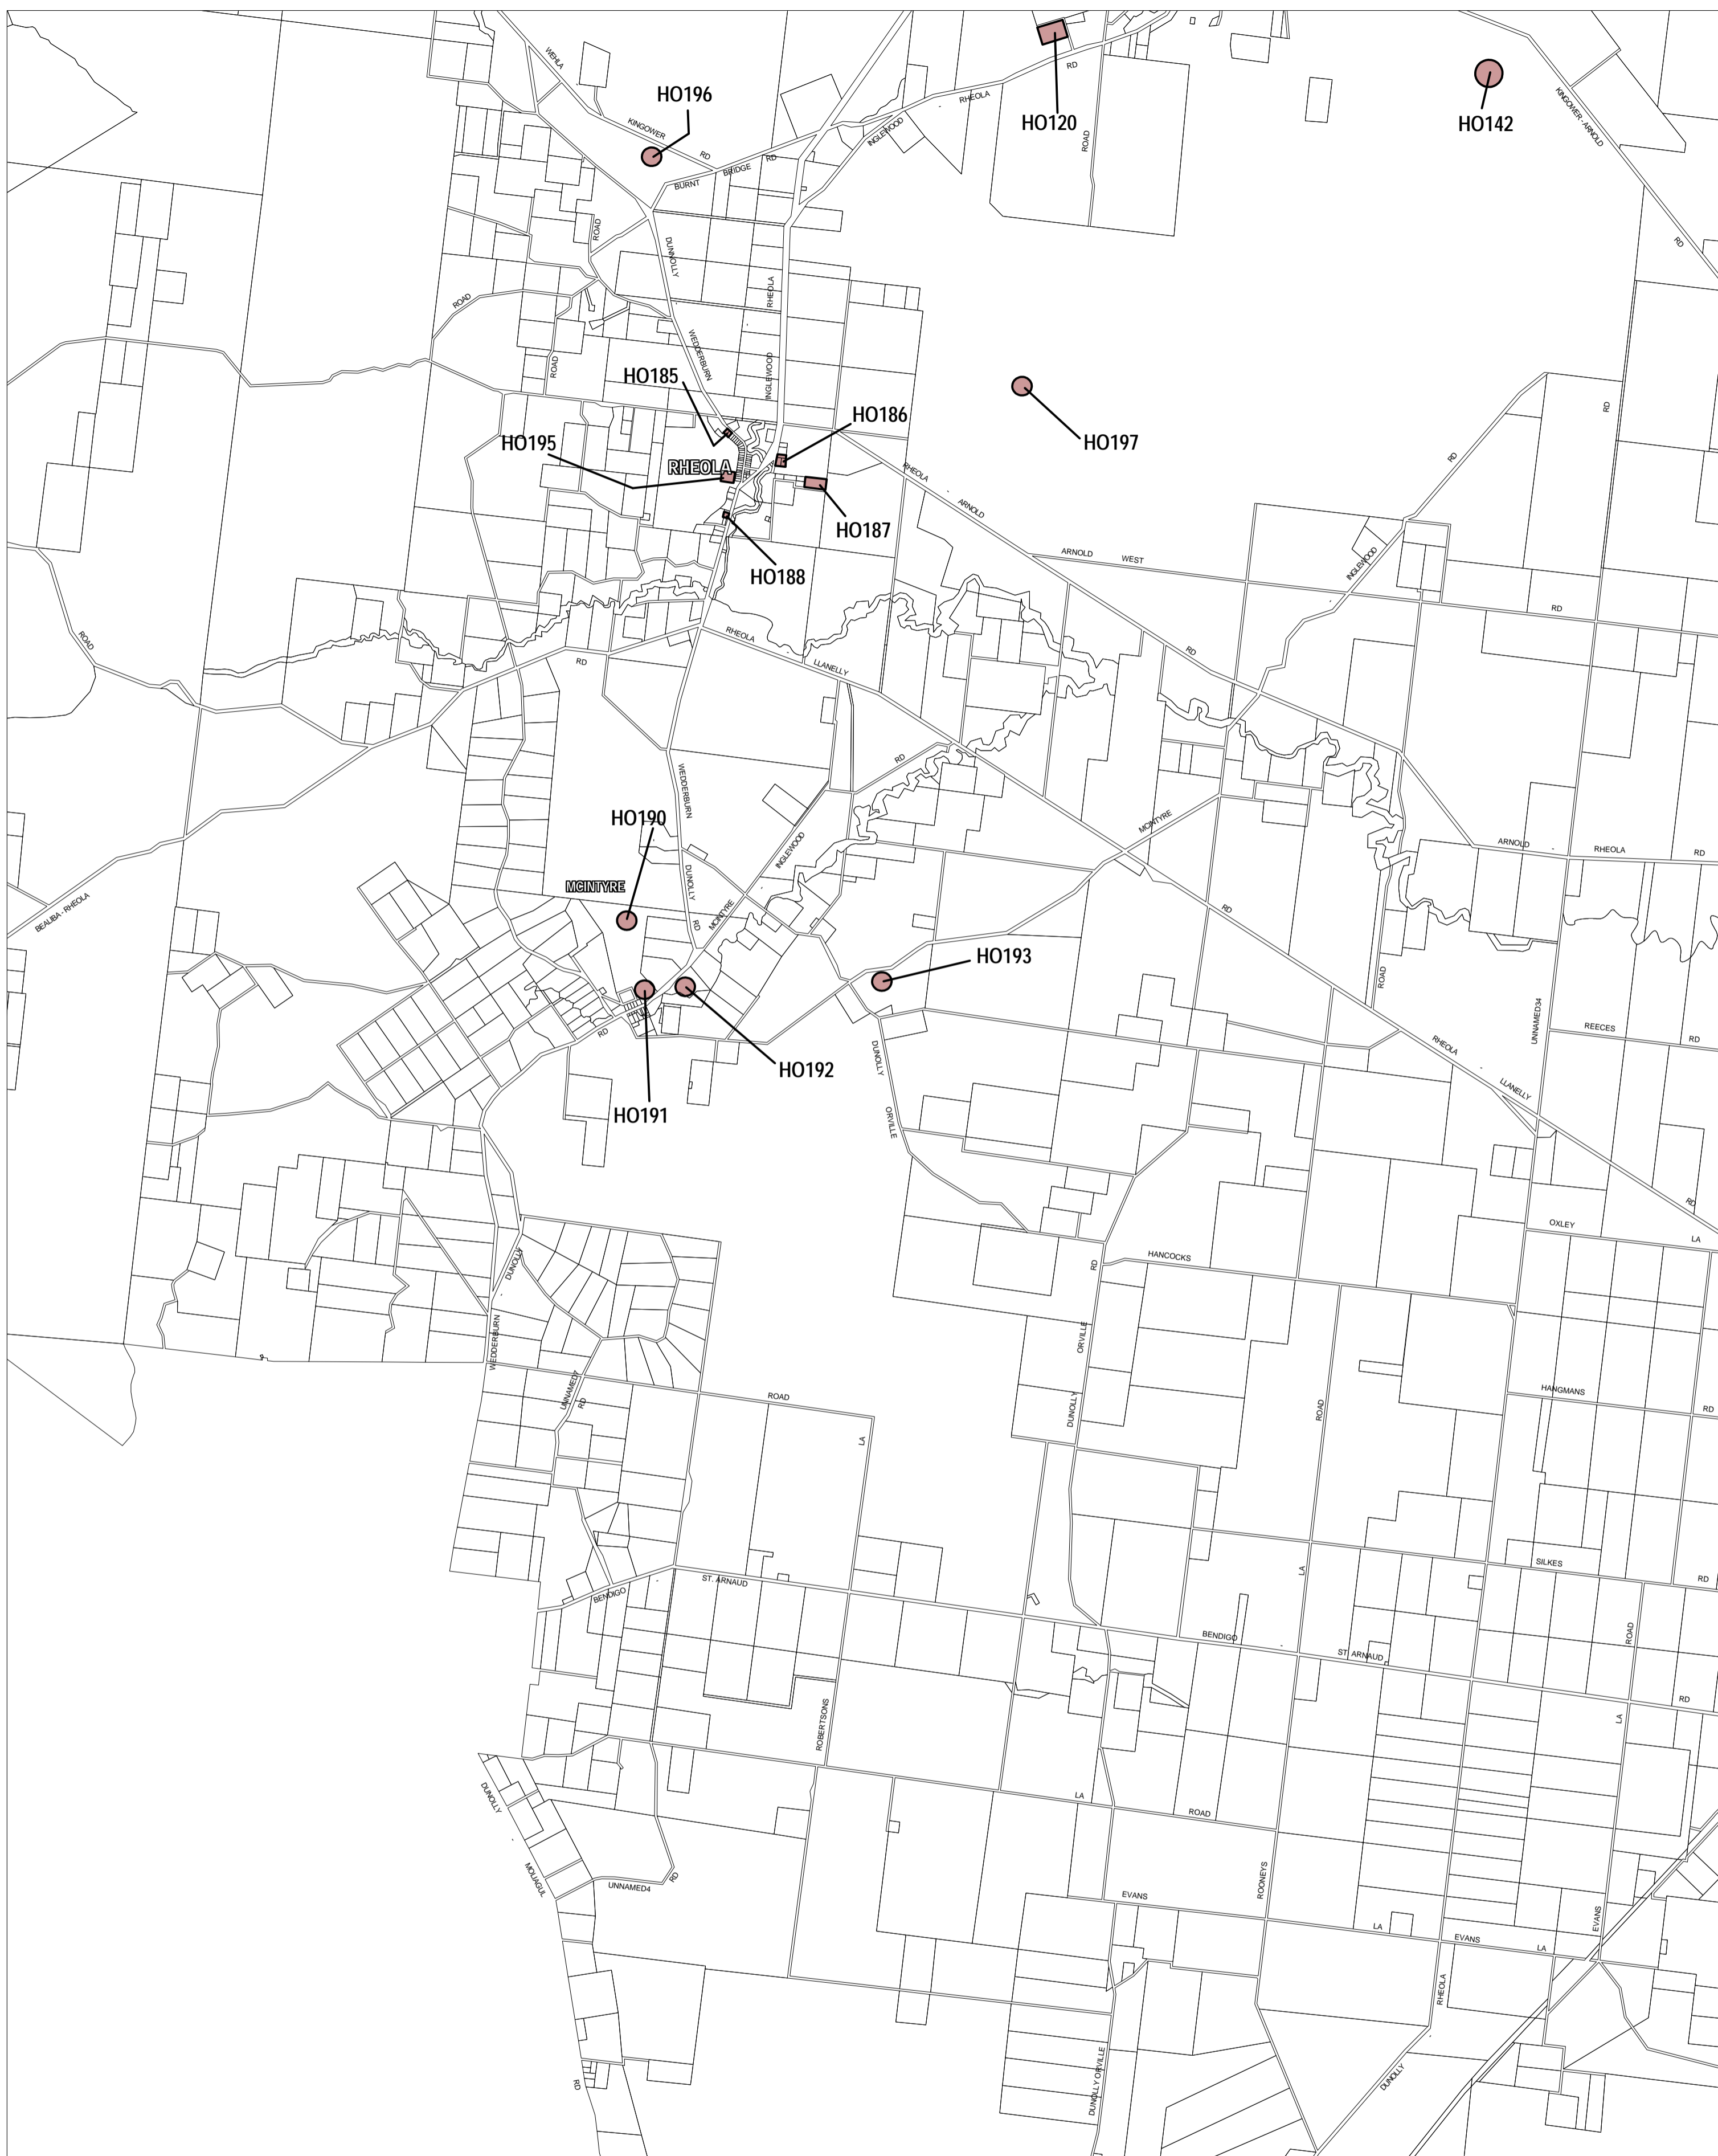 WEHLA
HO196
KINGOWER
RD
BURNT
BRIDGE
RD
INGLEWOOD
RHEOLA
RD
HO120
ROAD
HO142
KINGOWER - ARNOLD
RD
ROAD
DUNNOLLY
RHEOLA
ROAD
WEDDERBURN
INGLEWOOD
ROAD
HO185
HO186
HO195
RHEOLA
HO197
HO187
HO188
RHEOLA
ARNOLD
ARNOLD
WEST
RD
INGLEWOOD
RD
RD
ROAD
RD
RHEOLA
LLANELLY
RD
WEDDERBURN
RD
HO190
INGLEWOOD
MCINTYRE
MCINTYRE
DUNOLLY
RD
MCINTYRE
BEALIBA - RHEOLA
RD
ARNOLD
RHEOLA
RD
HO193
ROAD
UNNAMED34
REECES
RD
RD
HO192
HO191
DUNOLLY
ORVILLE
RHEOLA
LLANELLY
RD
OXLEY
LA
DUNOLLY
WEDDERBURN
HANCOCKS
RD
ORVILLE
DUNOLLY
UNNAMED7
RD
ROAD
LA
ROAD
HANGMANS
RD
SILKES
RD
LA
ROAD
BENDIGO
ST. ARNAUD
BENDIGO
ST. ARNAUD
RD
LA
ROBERTSONS
DUNOLLY
MOLIAGUL
LA
ROAD
UNNAMED4
RD
ROONEYS
EVANS
LA
EVANS
LA
EVANS
RHEOLA
DUNOLLY
RD
DUNOLLY ORVILLE